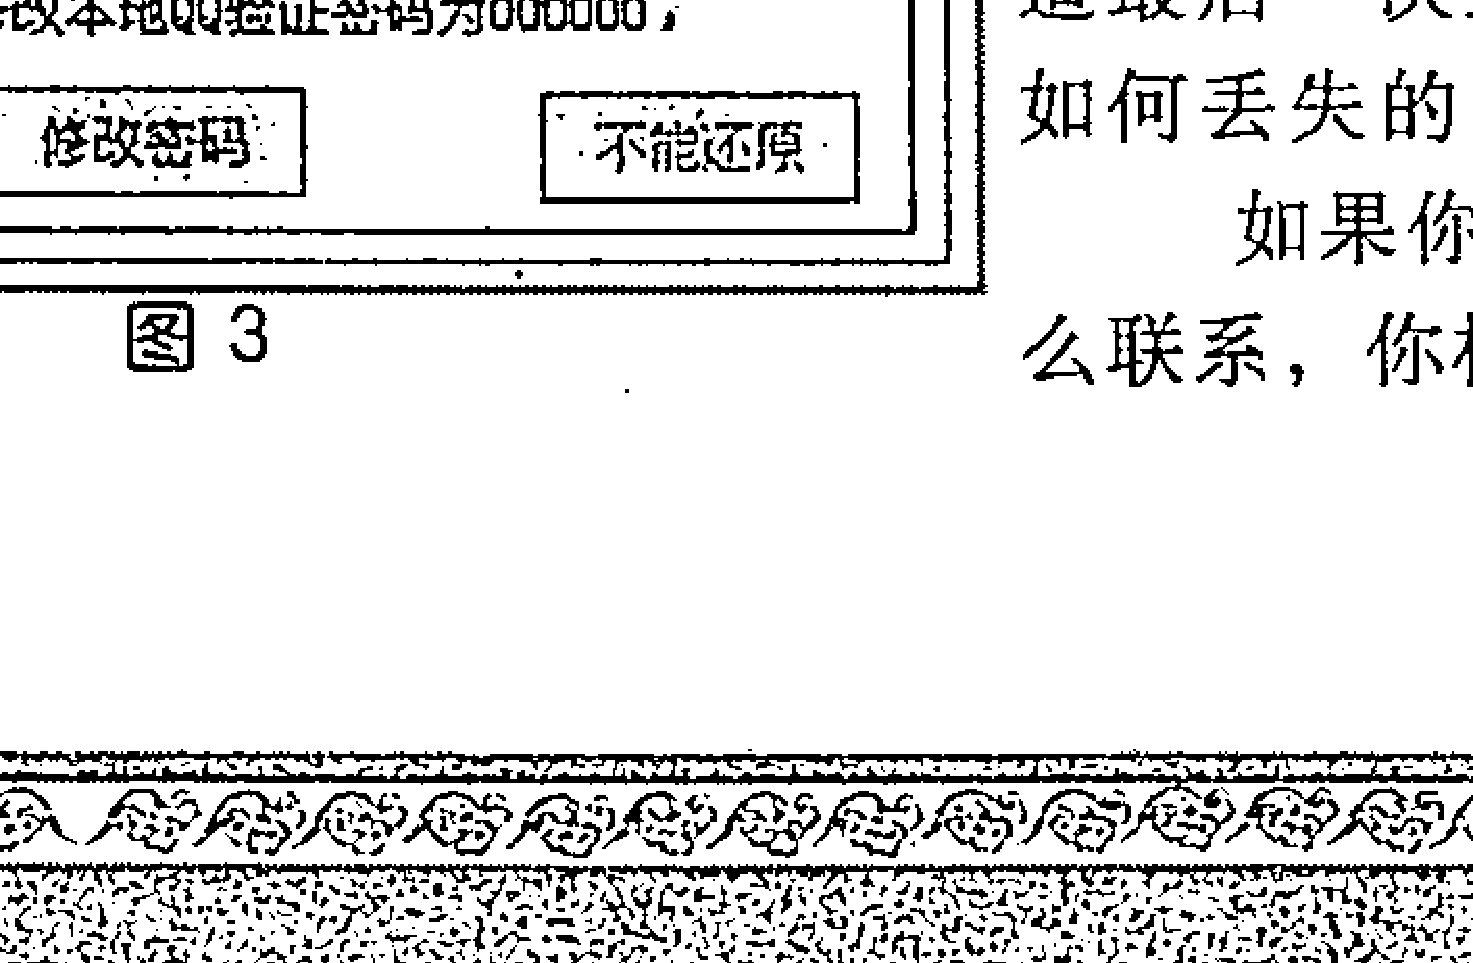 改本地QQ验证密码为000000,
修改密码
不能还原
图 3
如何丢失的
如果你
么联系，你